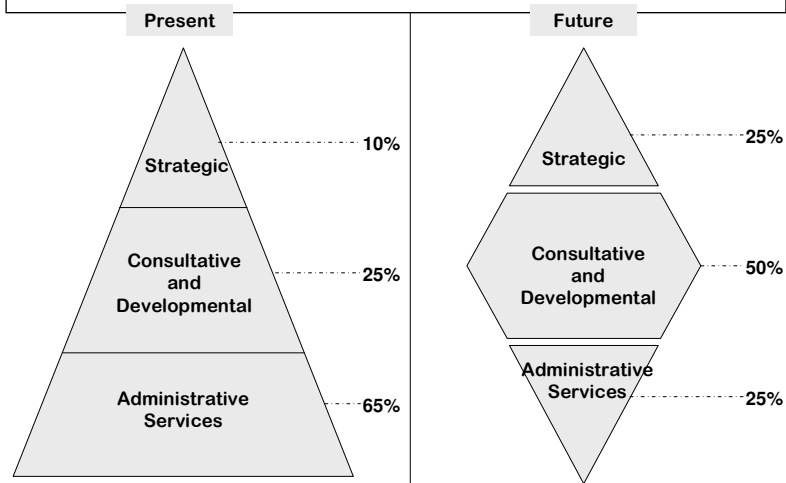 Present
Strategic
10%
Consultative
and
Developmental
25%
Administrative
Services
65%
Future
Strategic
25%
Consultative
and
Developmental
50%
Administrative
Services
25%